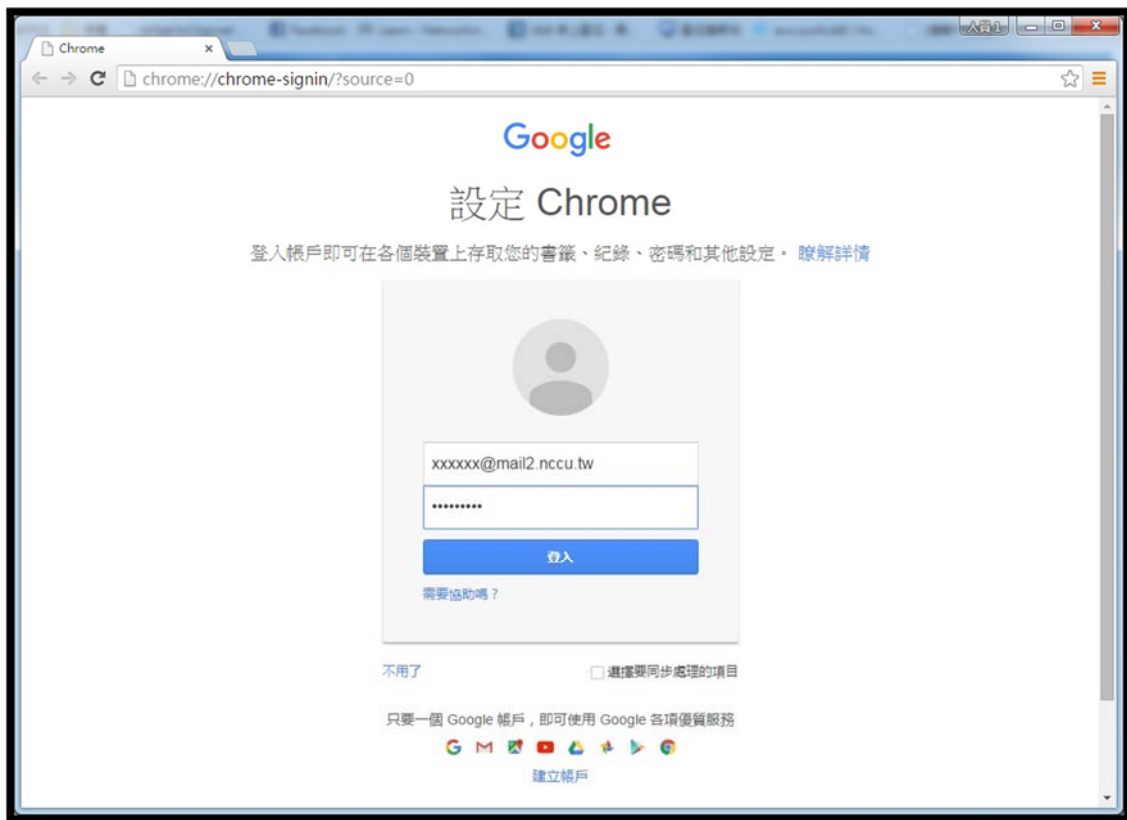 人員 1
Chrome
chrome://chrome-signin/?source=0
Google
設定 Chrome
登入帳戶即可在各個裝置上存取您的書籤、紀錄、密碼和其他設定。 瞭解詳情
xxxxxx@mail2.nccu.tw
•••••••••
登入
需要協助嗎？
不用了
選擇要同步處理的項目
只要一個 Google 帳戶，即可使用 Google 各項優質服務
建立帳戶